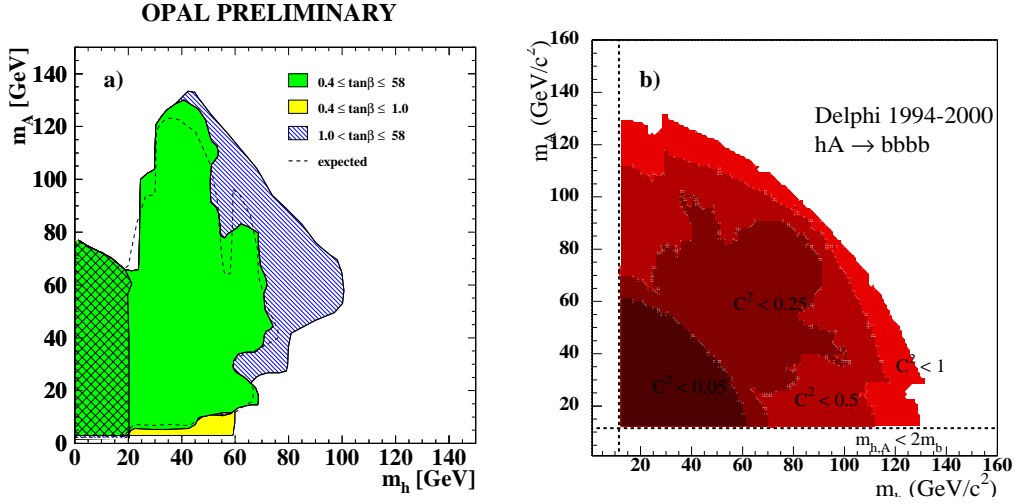 OPAL PRELIMINARY
a)
m_A [GeV]
140
120
100
80
60
40
20
0
0.4 ≤ tanβ ≤ 58
0.4 ≤ tanβ ≤ 1.0
1.0 < tanβ ≤ 58
expected
0 20 40 60 80 100 120 140
m_h [GeV]
b)
m_A (GeV/c²)
160
140
120
100
80
60
40
20
Delphi 1994-2000
hA → bbbb
C² < 0.25
C² < 1
C² < 0.05
C² < 0.5
m_h,A < 2m_b
20 40 60 80 100 120 140 160
m_h (GeV/c²)